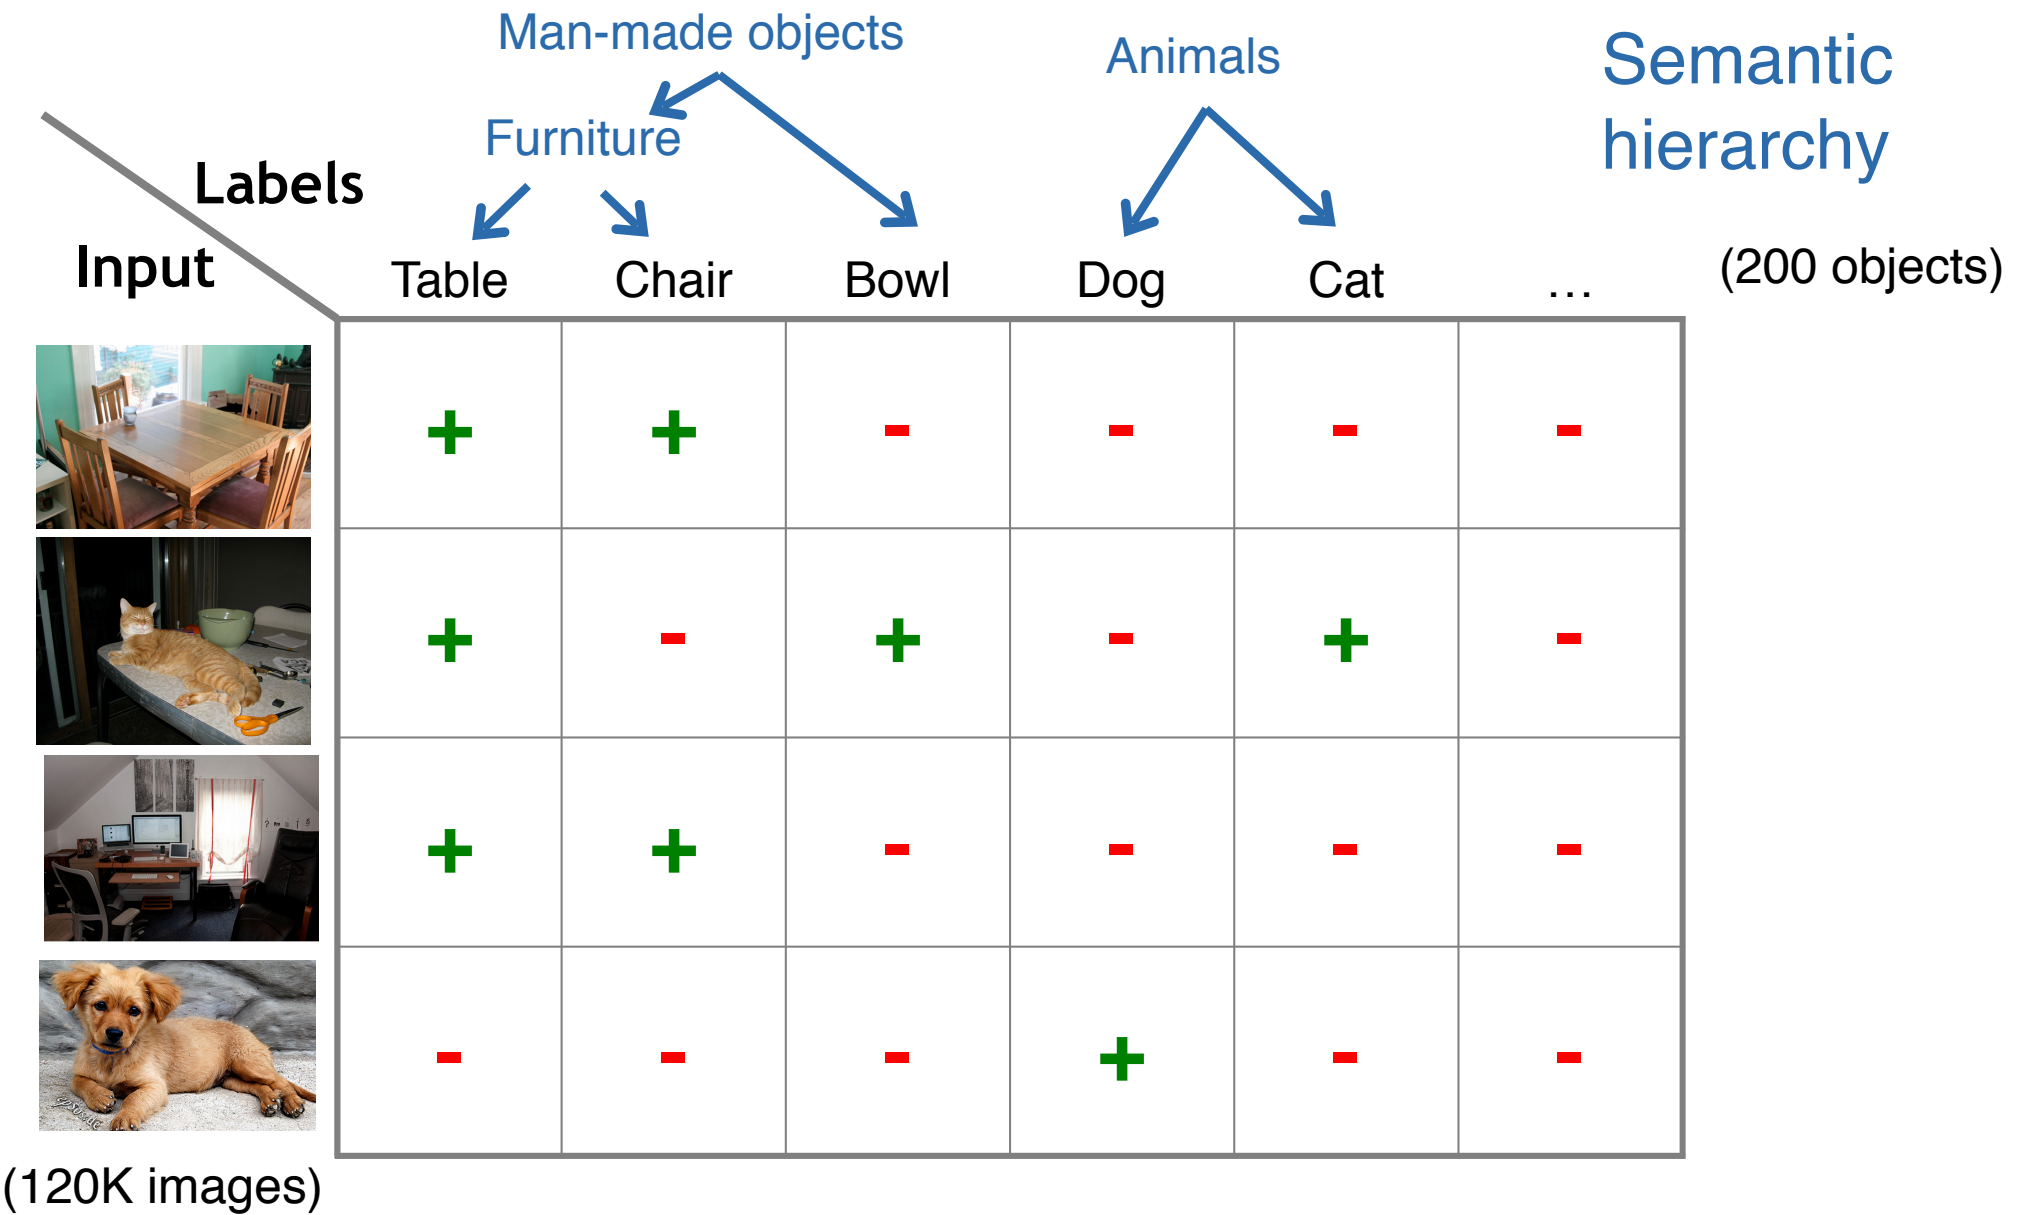 Man-made objects
Animals
Semantic
hierarchy
Furniture
Labels
Input
Table
Chair
Bowl
Dog
Cat
...
(200 objects)
+ + - - - -
+ - + - + -
+ + - - - -
- - - + - -
(120K images)